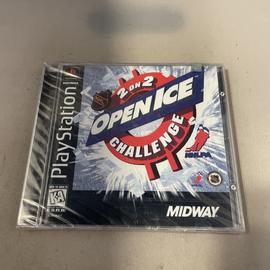 PlayStation
2 ON 2
OPEN ICE
CHALLENGE
NHLPA
K-A
MIDWAY